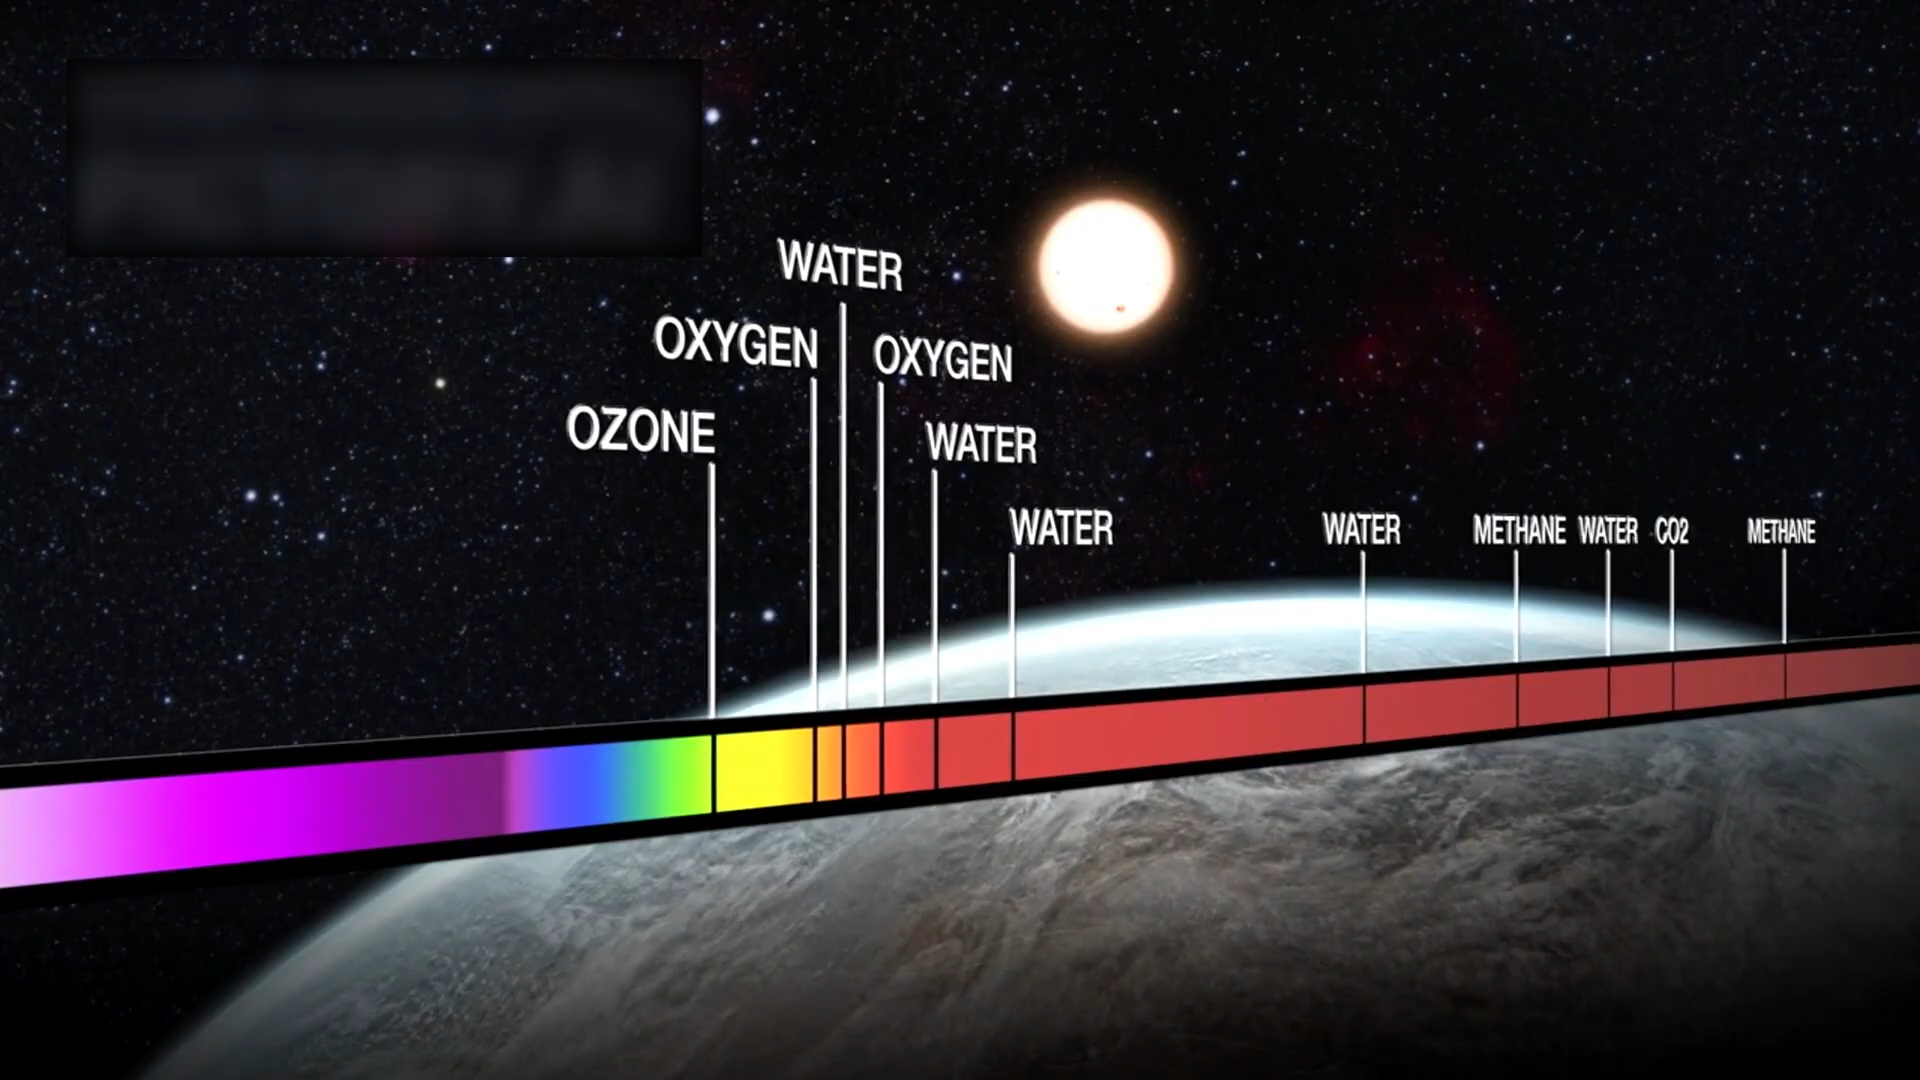 WATER
OXYGEN
OXYGEN
OZONE
WATER
WATER
WATER
METHANE
WATER
CO2
METHANE